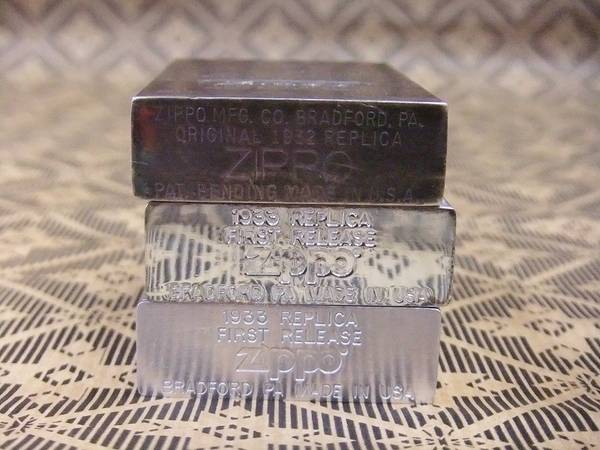 ZIPPO MFG. CO. BRADFORD, PA.
ORIGINAL 1932 REPLICA
ZIPPO
PAT. PENDING MADE IN U.S.A.
1933 REPLICA
FIRST RELEASE
Zippo
BRADFORD PA MADE IN USA
1933 REPLICA
FIRST RELEASE
Zippo
BRADFORD PA MADE IN USA